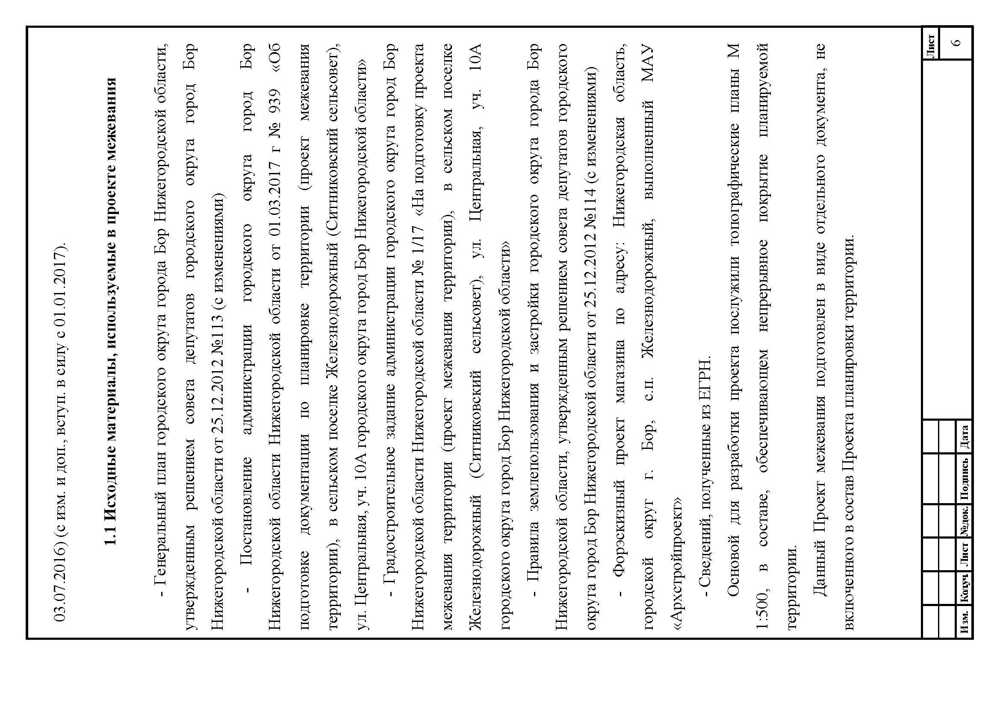 03.07.2016) (с изм. и доп., вступ. в силу с 01.01.2017).
1.1 Исходные материалы, используемые в проекте межевания
- Генеральный план городского округа города Бор Нижегородской области,
утвержденным решением совета депутатов городского округа город Бор
Нижегородской области от 25.12.2012 №113 (с изменениями)
- Постановление администрации городского округа город Бор
Нижегородской области Нижегородской области от 01.03.2017 г № 939 «Об
подготовке документации по планировке территории (проект межевания
территории), в сельском поселке Железнодорожный (Ситниковский сельсовет),
ул. Центральная, уч. 10А городского округа город Бор Нижегородской области»
- Градостроительное задание администрации городского округа город Бор
Нижегородской области Нижегородской области № 1/17 «На подготовку проекта
межевания территории (проект межевания территории), в сельском поселке
Железнодорожный (Ситниковский сельсовет), ул. Центральная, уч. 10А
городского округа город Бор Нижегородской области»
- Правила землепользования и застройки городского округа города Бор
Нижегородской области, утвержденным решением совета депутатов городского
округа город Бор Нижегородской области от 25.12.2012 №114 (с изменениями)
- Форэскизный проект магазина по адресу: Нижегородская область,
городской округ г. Бор, с.п. Железнодорожный, выполненный МАУ
«Архстройпроект»
- Сведений, полученные из ЕГРН.
Основой для разработки проекта послужили топографические планы М
1:500, в составе, обеспечивающем непрерывное покрытие планируемой
территории.
Данный Проект межевания подготовлен в виде отдельного документа, не
включенного в состав Проекта планировки территории.
Изм. Колуч. Лист №док. Подпись Дата
Лист
6